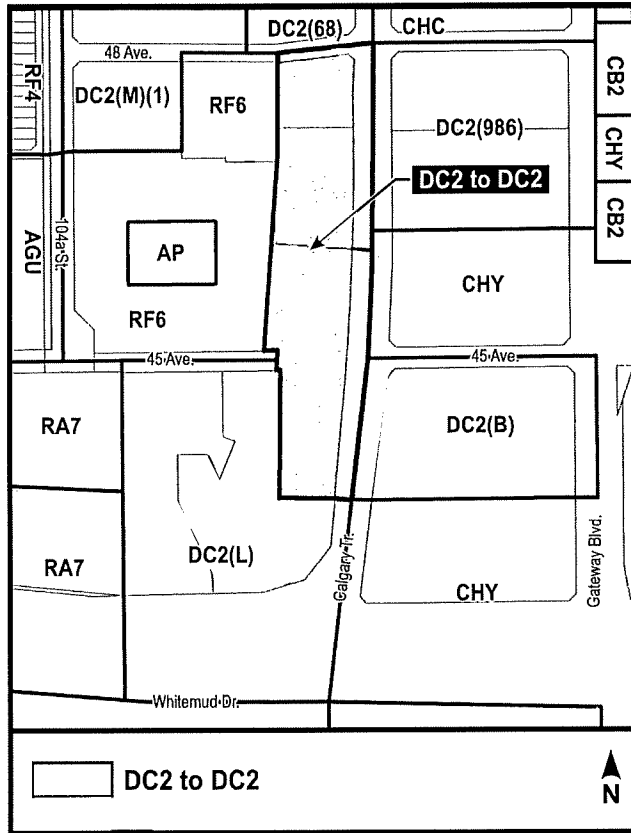 DC2(68)
CHC
48 Ave.
RF4
DC2(M)(1)
RF6
DC2(986)
CB2
CHY
CB2
DC2 to DC2
AGU
104a St.
AP
RF6
CHY
45 Ave.
45 Ave.
RA7
DC2(B)
DC2(L)
RA7
Calgary Tr.
CHY
Gateway Blvd.
Whitemud Dr.
DC2 to DC2
N